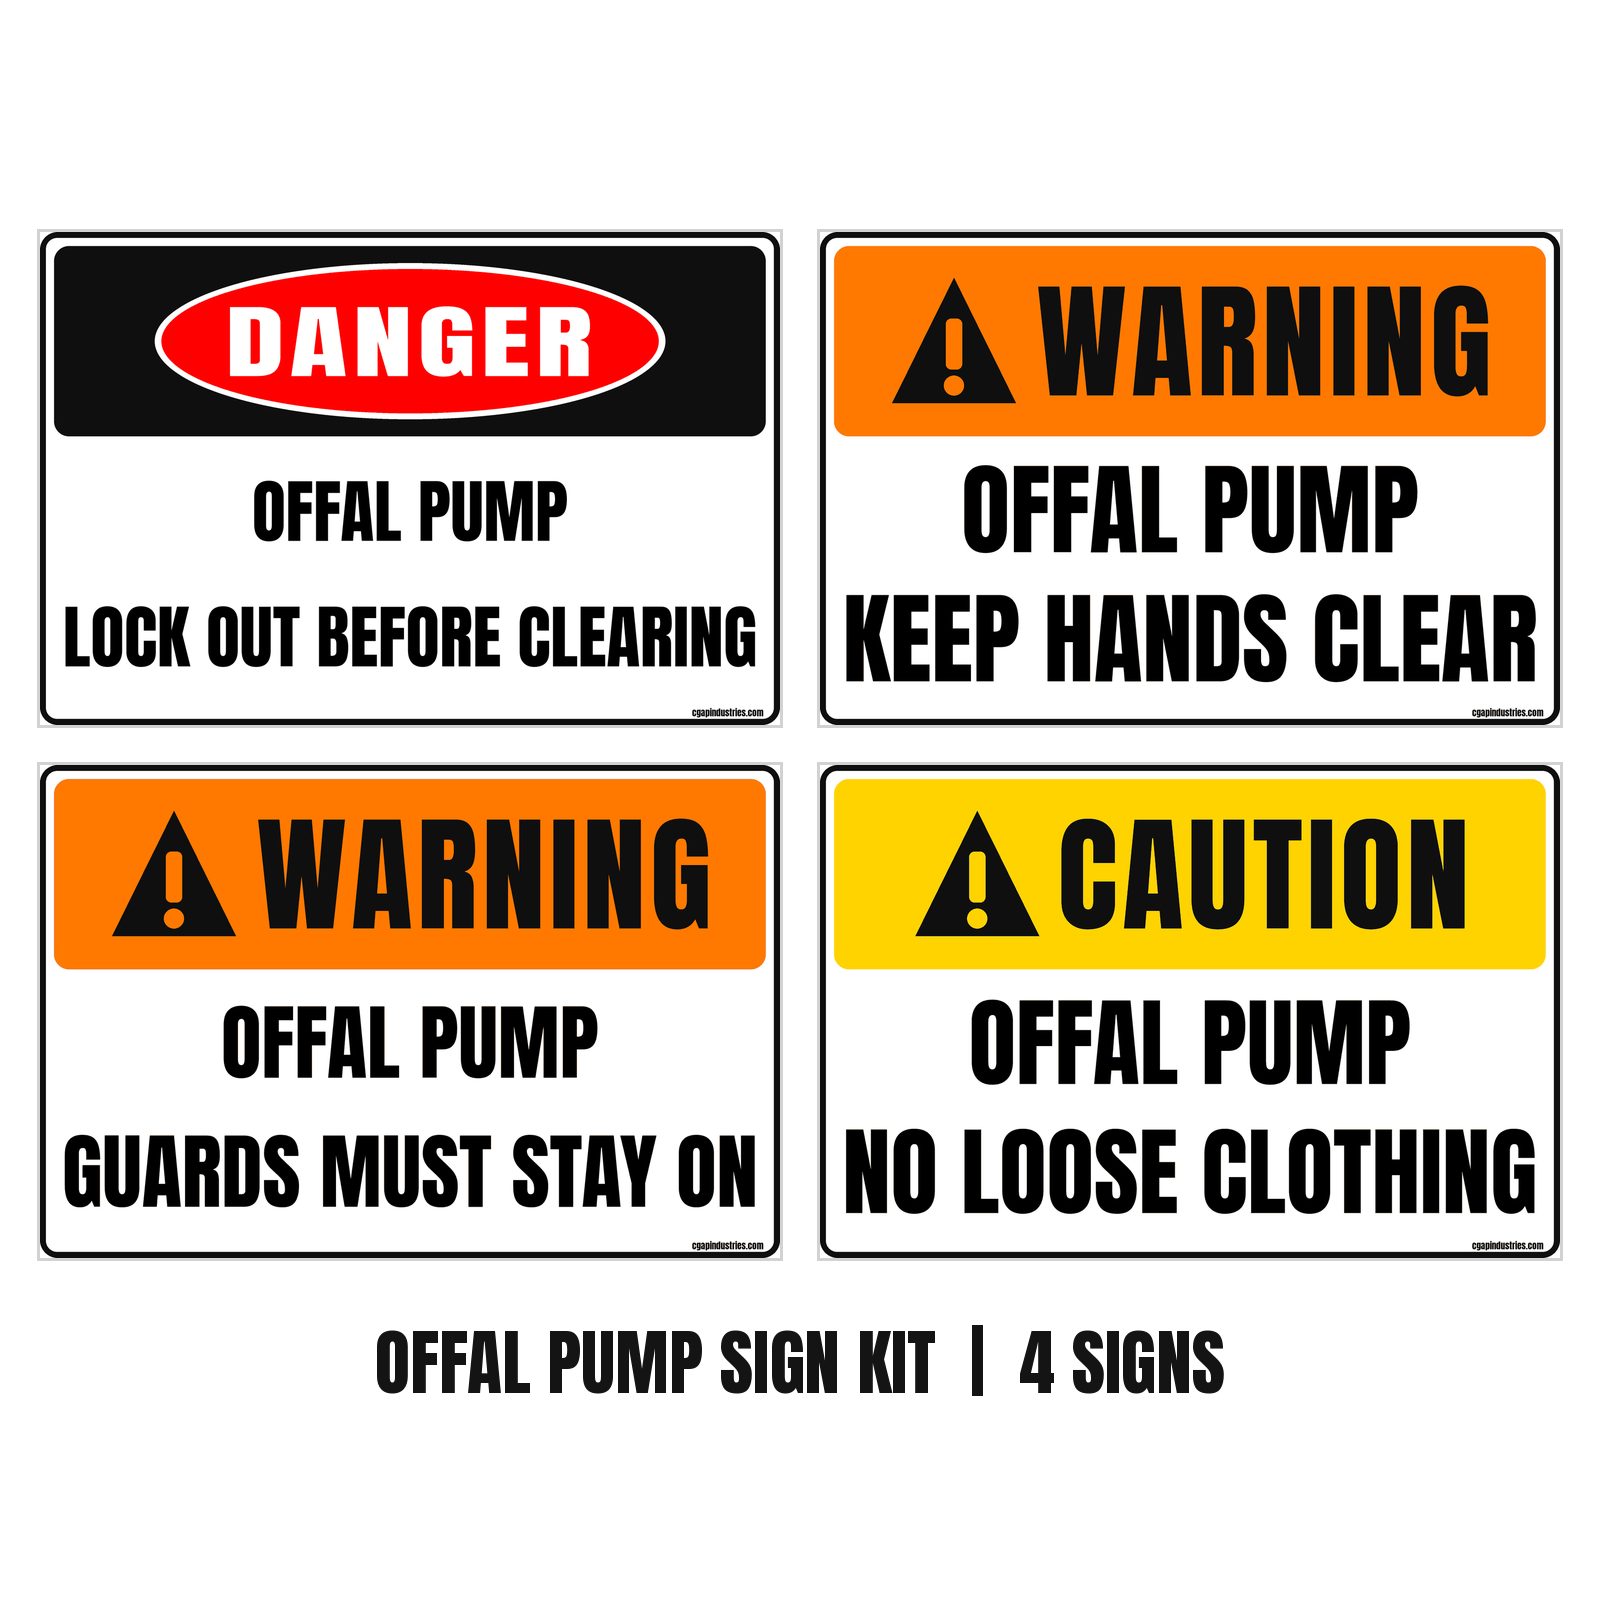 DANGER
OFFAL PUMP
LOCK OUT BEFORE CLEARING
cgapindustries.com
WARNING
OFFAL PUMP
KEEP HANDS CLEAR
cgapindustries.com
WARNING
OFFAL PUMP
GUARDS MUST STAY ON
cgapindustries.com
CAUTION
OFFAL PUMP
NO LOOSE CLOTHING
cgapindustries.com
OFFAL PUMP SIGN KIT | 4 SIGNS